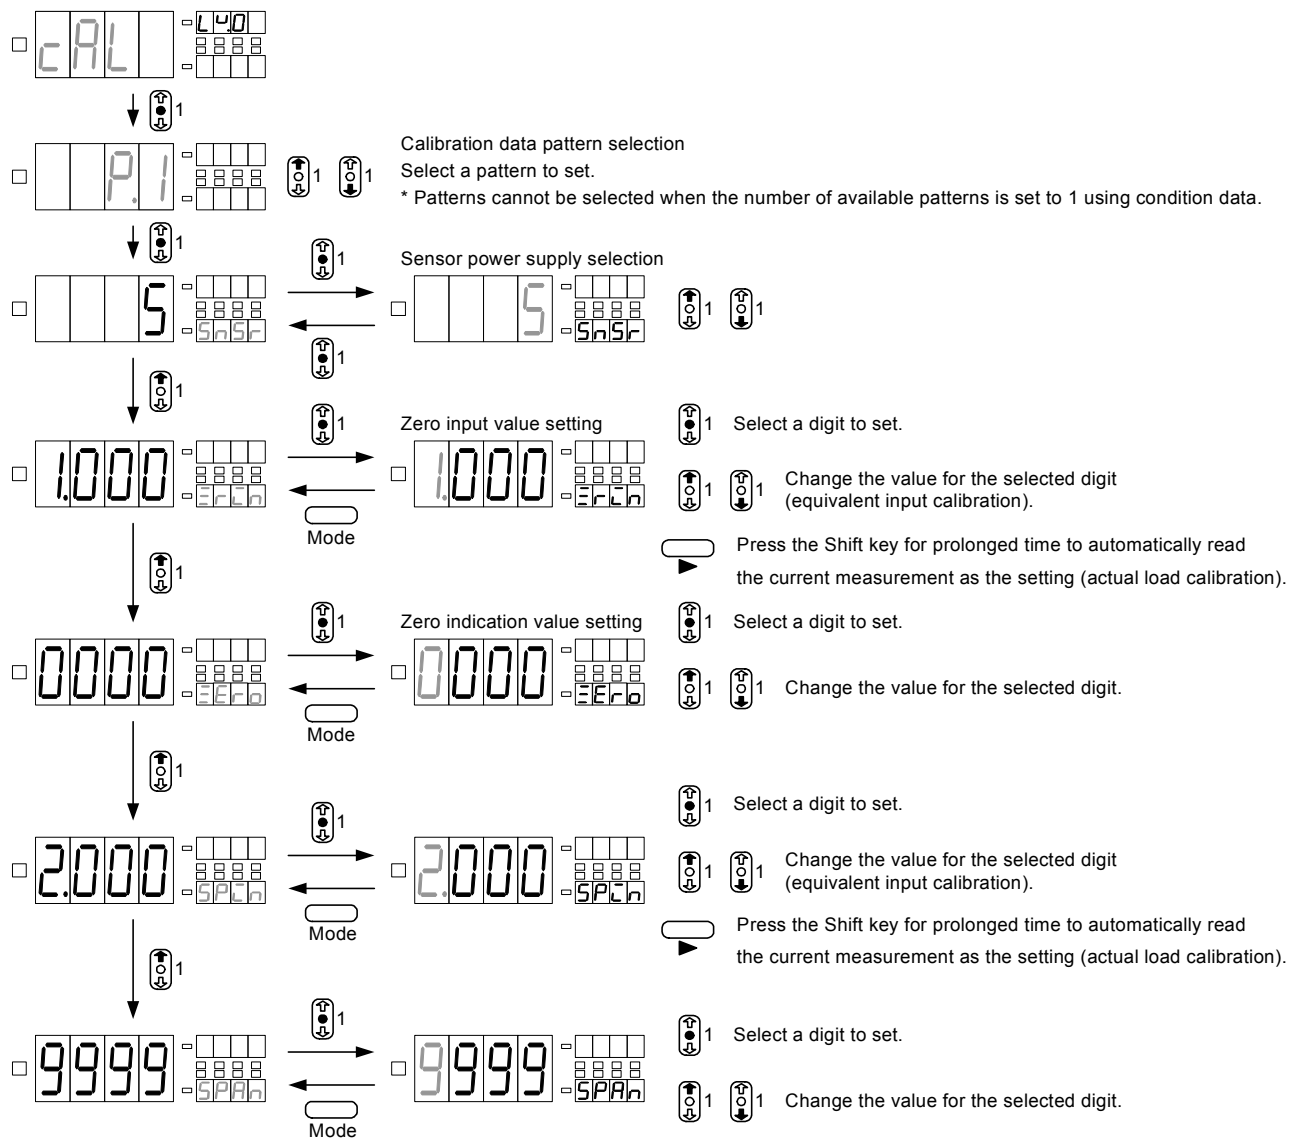 cAL LV.0
1
P. 1
1 1
Calibration data pattern selection
Select a pattern to set.
* Patterns cannot be selected when the number of available patterns is set to 1 using condition data.
1
1
Sensor power supply selection
5 SnSr
5 SnSr
1 1
1
1
1
Zero input value setting
1 Select a digit to set.
1.000 ZrIn
1.000 ZrIn
1 1 Change the value for the selected digit
(equivalent input calibration).
Mode
Press the Shift key for prolonged time to automatically read
the current measurement as the setting (actual load calibration).
1
1
Zero indication value setting
1 Select a digit to set.
0000 ZEro
0000 ZEro
1 1 Change the value for the selected digit.
Mode
1
1
1 Select a digit to set.
2.000 SPIn
2.000 SPIn
1 1 Change the value for the selected digit
(equivalent input calibration).
Mode
Press the Shift key for prolonged time to automatically read
the current measurement as the setting (actual load calibration).
1
1
1 Select a digit to set.
9999 SPAn
9999 SPAn
1 1 Change the value for the selected digit.
Mode